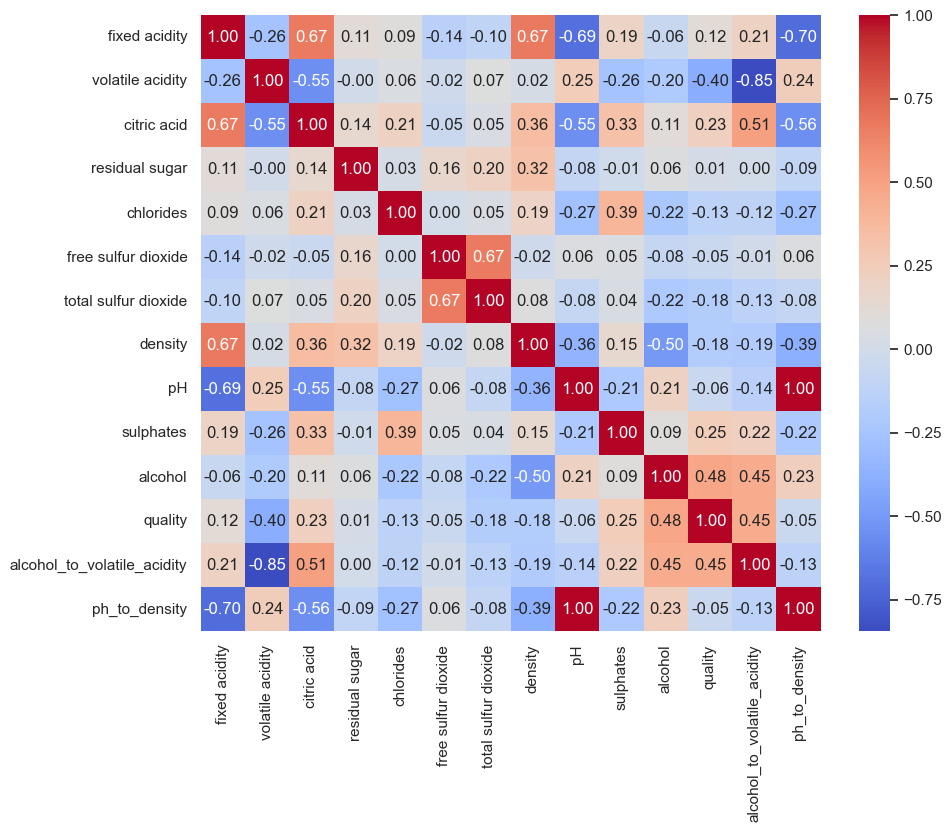 fixed acidity 1.00 -0.26 0.67 0.11 0.09 -0.14 -0.10 0.67 -0.69 0.19 -0.06 0.12 0.21 -0.70
volatile acidity -0.26 1.00 -0.55 -0.00 0.06 -0.02 0.07 0.02 0.25 -0.26 -0.20 -0.40 -0.85 0.24
citric acid 0.67 -0.55 1.00 0.14 0.21 -0.05 0.05 0.36 -0.55 0.33 0.11 0.23 0.51 -0.56
residual sugar 0.11 -0.00 0.14 1.00 0.03 0.16 0.20 0.32 -0.08 -0.01 0.06 0.01 0.00 -0.09
chlorides 0.09 0.06 0.21 0.03 1.00 0.00 0.05 0.19 -0.27 0.39 -0.22 -0.13 -0.12 -0.27
free sulfur dioxide -0.14 -0.02 -0.05 0.16 0.00 1.00 0.67 -0.02 0.06 0.05 -0.08 -0.05 -0.01 0.06
total sulfur dioxide -0.10 0.07 0.05 0.20 0.05 0.67 1.00 0.08 -0.08 0.04 -0.22 -0.18 -0.13 -0.08
density 0.67 0.02 0.36 0.32 0.19 -0.02 0.08 1.00 -0.36 0.15 -0.50 -0.18 -0.19 -0.39
pH -0.69 0.25 -0.55 -0.08 -0.27 0.06 -0.08 -0.36 1.00 -0.21 0.21 -0.06 -0.14 1.00
sulphates 0.19 -0.26 0.33 -0.01 0.39 0.05 0.04 0.15 -0.21 1.00 0.09 0.25 0.22 -0.22
alcohol -0.06 -0.20 0.11 0.06 -0.22 -0.08 -0.22 -0.50 0.21 0.09 1.00 0.48 0.45 0.23
quality 0.12 -0.40 0.23 0.01 -0.13 -0.05 -0.18 -0.18 -0.06 0.25 0.48 1.00 0.45 -0.05
alcohol_to_volatile_acidity 0.21 -0.85 0.51 0.00 -0.12 -0.01 -0.13 -0.19 -0.14 0.22 0.45 0.45 1.00 -0.13
ph_to_density -0.70 0.24 -0.56 -0.09 -0.27 0.06 -0.08 -0.39 1.00 -0.22 0.23 -0.05 -0.13 1.00
fixed acidity
volatile acidity
citric acid
residual sugar
chlorides
free sulfur dioxide
total sulfur dioxide
density
pH
sulphates
alcohol
quality
alcohol_to_volatile_acidity
ph_to_density
1.00
0.75
0.50
0.25
0.00
−0.25
−0.50
−0.75